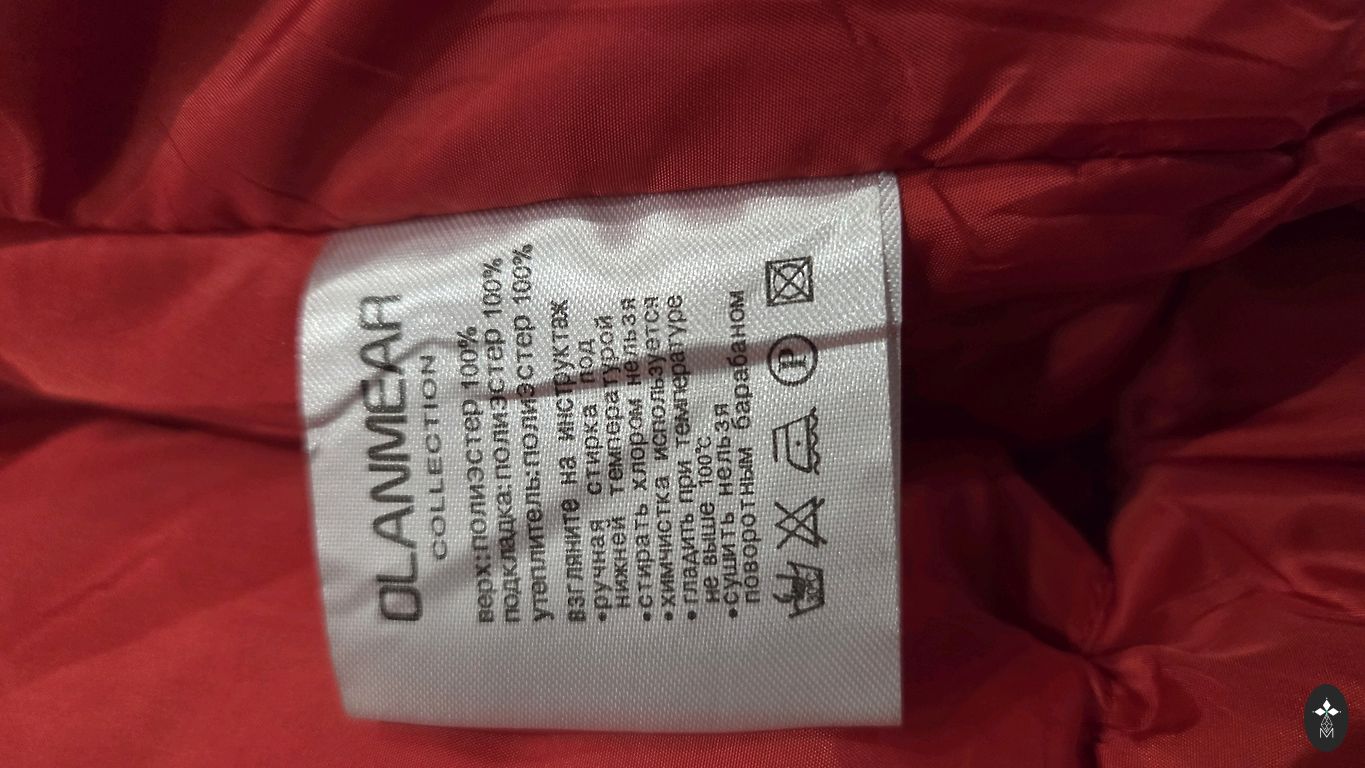 OLANMEAR
COLLECTION
верх:полиэстер 100%
подкладка:полиэстер 100%
утеплитель:полиэстер 100%
взгляните на инструктаж
•ручная стирка под
нижней температурой
•стирать хлором нельзя
•химчистка используется
•гладить при температуре
не выше 100°c
•сушить нельзя
поворотным барабаном
P